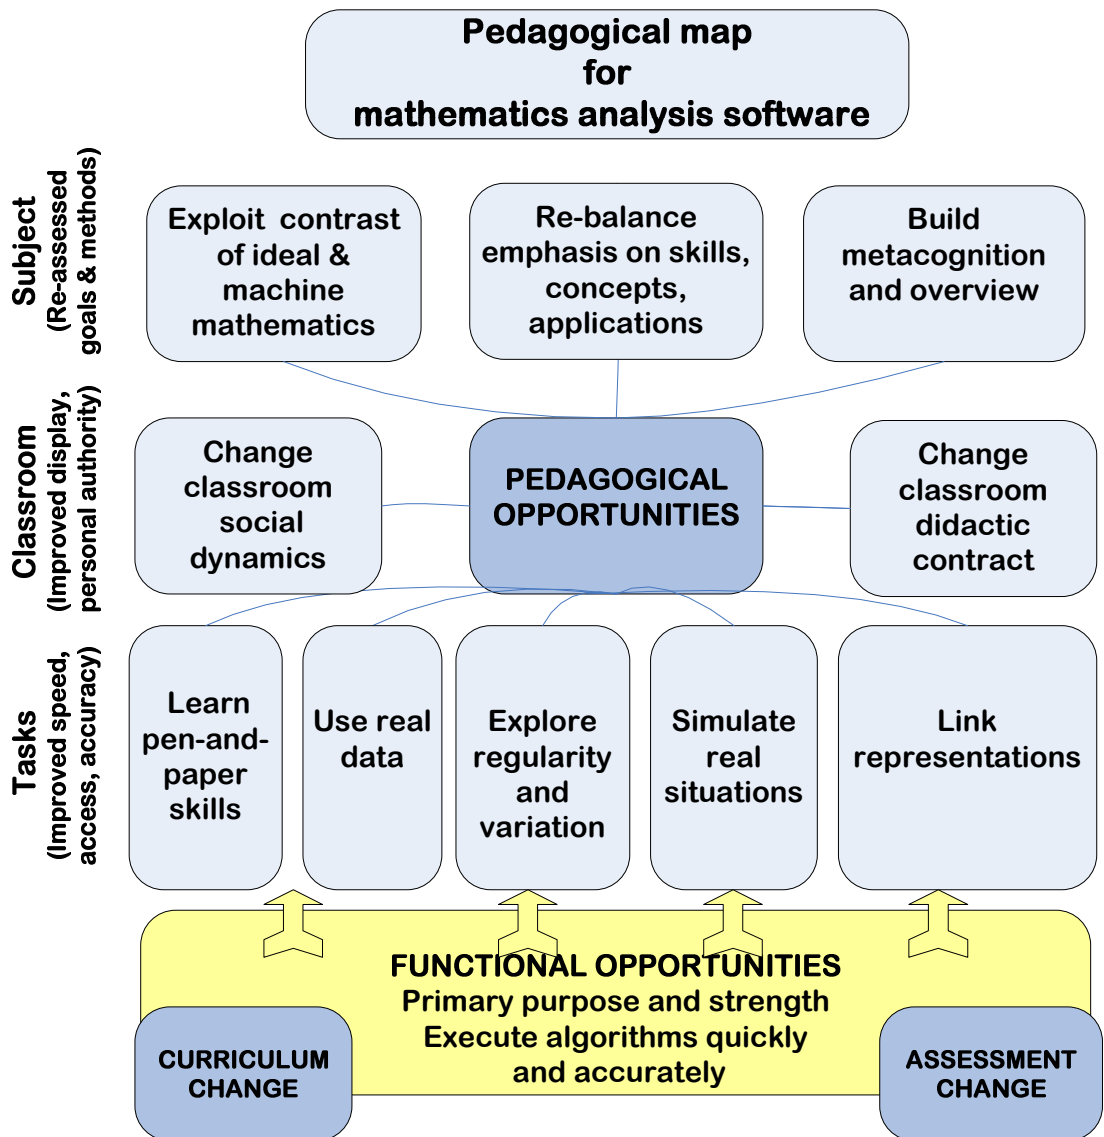 Pedagogical map
for
mathematics analysis software
Subject
(Re-assessed
goals & methods)
Exploit contrast
of ideal &
machine
mathematics
Re-balance
emphasis on skills,
concepts,
applications
Build
metacognition
and overview
Classroom
(Improved display,
personal authority)
Change
classroom
social
dynamics
PEDAGOGICAL
OPPORTUNITIES
Change
classroom
didactic
contract
Tasks
(Improved speed,
access, accuracy)
Learn
pen-and-
paper
skills
Use real
data
Explore
regularity
and
variation
Simulate
real
situations
Link
representations
FUNCTIONAL OPPORTUNITIES
Primary purpose and strength
Execute algorithms quickly
and accurately
CURRICULUM
CHANGE
ASSESSMENT
CHANGE